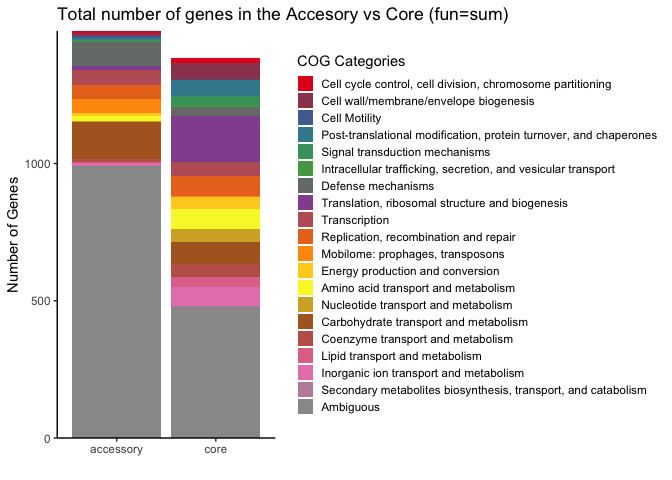 Total number of genes in the Accesory vs Core (fun=sum)
Number of Genes
1000
500
0
accessory
core
COG Categories
Cell cycle control, cell division, chromosome partitioning
Cell wall/membrane/envelope biogenesis
Cell Motility
Post-translational modification, protein turnover, and chaperones
Signal transduction mechanisms
Intracellular trafficking, secretion, and vesicular transport
Defense mechanisms
Translation, ribosomal structure and biogenesis
Transcription
Replication, recombination and repair
Mobilome: prophages, transposons
Energy production and conversion
Amino acid transport and metabolism
Nucleotide transport and metabolism
Carbohydrate transport and metabolism
Coenzyme transport and metabolism
Lipid transport and metabolism
Inorganic ion transport and metabolism
Secondary metabolites biosynthesis, transport, and catabolism
Ambiguous